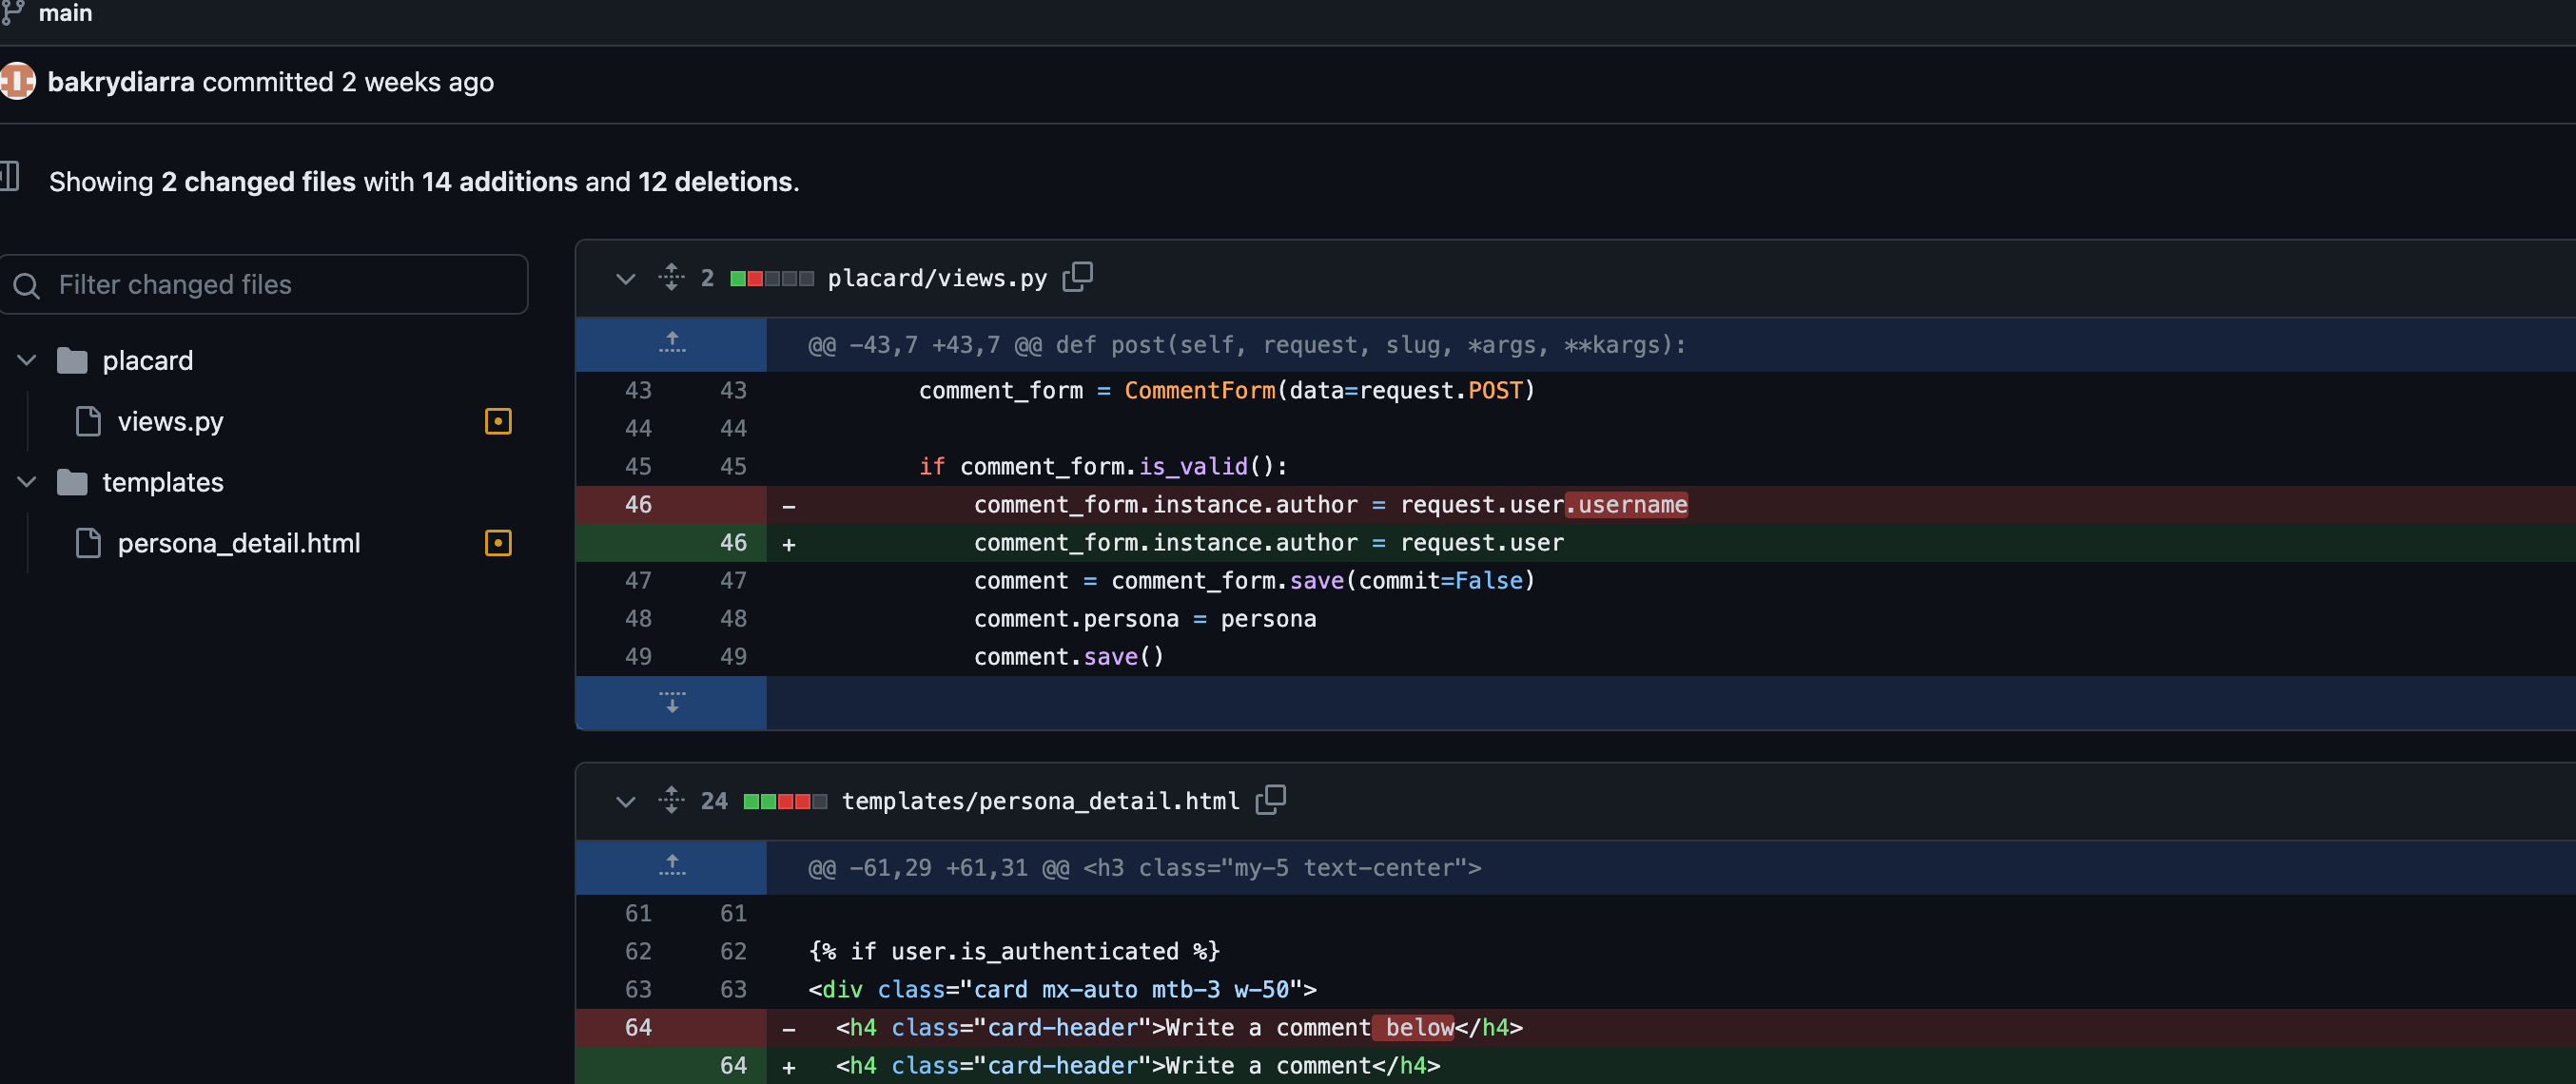 main
bakrydiarra committed 2 weeks ago
Showing 2 changed files with 14 additions and 12 deletions.
Filter changed files
placard
views.py
templates
persona_detail.html
2 placard/views.py
@@ -43,7 +43,7 @@ def post(self, request, slug, *args, **kargs):
43 43 comment_form = CommentForm(data=request.POST)
44 44
45 45 if comment_form.is_valid():
46 - comment_form.instance.author = request.user.username
46 + comment_form.instance.author = request.user
47 47 comment = comment_form.save(commit=False)
48 48 comment.persona = persona
49 49 comment.save()
24 templates/persona_detail.html
@@ -61,29 +61,31 @@ <h3 class="my-5 text-center">
61 61
62 62 {% if user.is_authenticated %}
63 63 <div class="card mx-auto mtb-3 w-50">
64 - <h4 class="card-header">Write a comment below</h4>
64 + <h4 class="card-header">Write a comment</h4>